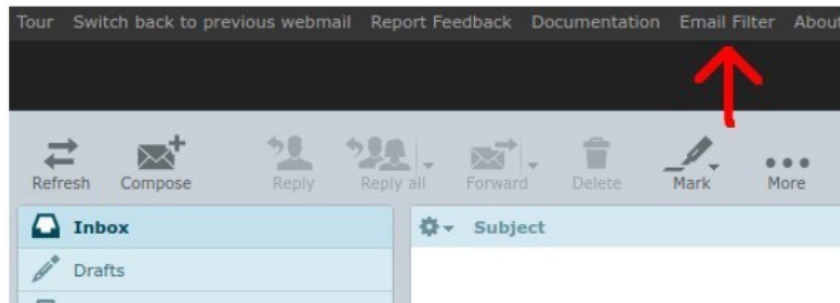 Tour Switch back to previous webmail Report Feedback Documentation Email Filter About
Refresh Compose Reply Reply all Forward Delete Mark More
Inbox Subject
Drafts